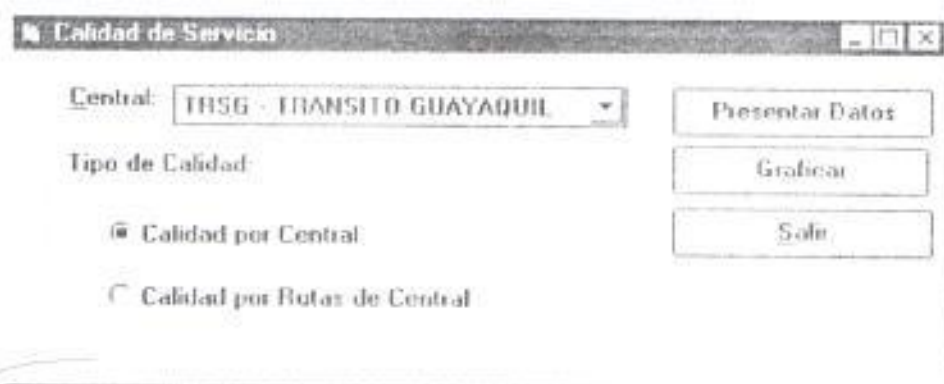 Calidad de Servicio
Central: TRSG - TRANSITO GUAYAQUIL
Presentar Datos
Tipo de Calidad
Graficar
Calidad por Central
Salir
Calidad por Rutas de Central